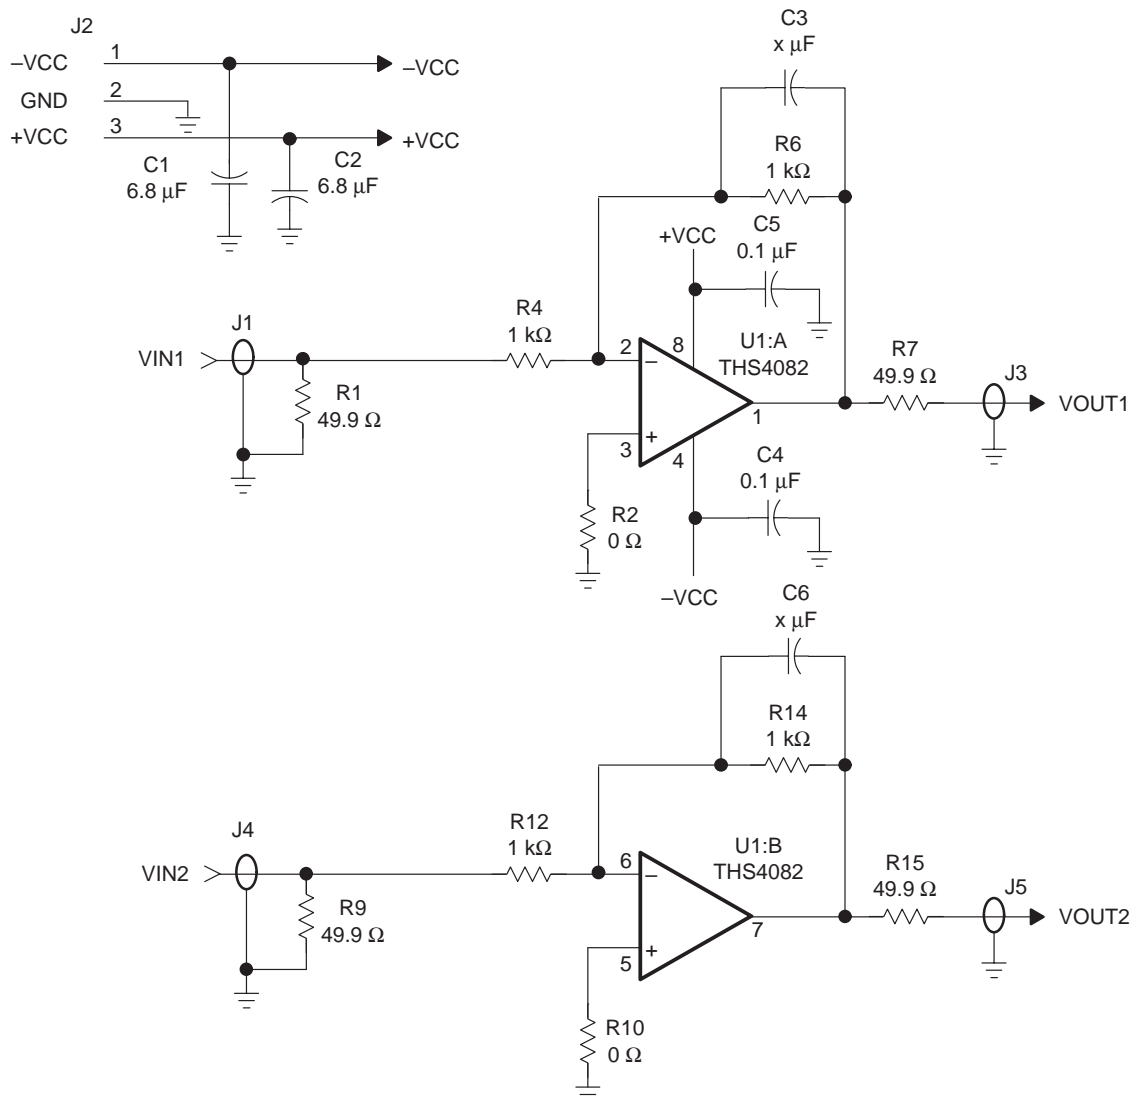 J2
–VCC 1 –VCC
GND 2
+VCC 3 +VCC
C1
6.8 μF
C2
6.8 μF
C3
x μF
R6
1 kΩ
C5
0.1 μF
+VCC
VIN1
J1
R1
49.9 Ω
R4
1 kΩ
2
–
8
U1:A
THS4082
3
+
4
1
R7
49.9 Ω
J3
VOUT1
C4
0.1 μF
R2
0 Ω
–VCC
C6
x μF
R14
1 kΩ
VIN2
J4
R9
49.9 Ω
R12
1 kΩ
6
–
U1:B
THS4082
5
+
7
R15
49.9 Ω
J5
VOUT2
R10
0 Ω